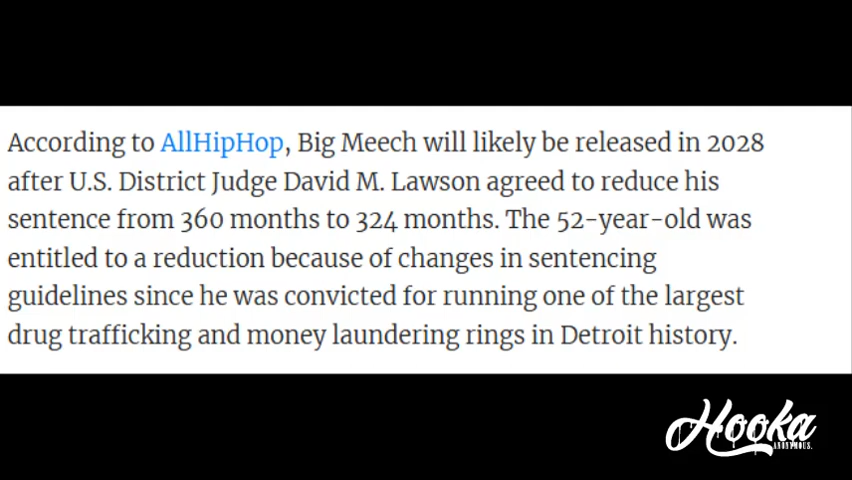 According to AllHipHop, Big Meech will likely be released in 2028
after U.S. District Judge David M. Lawson agreed to reduce his
sentence from 360 months to 324 months. The 52-year-old was
entitled to a reduction because of changes in sentencing
guidelines since he was convicted for running one of the largest
drug trafficking and money laundering rings in Detroit history.
Hooka
ANONYMOUS.